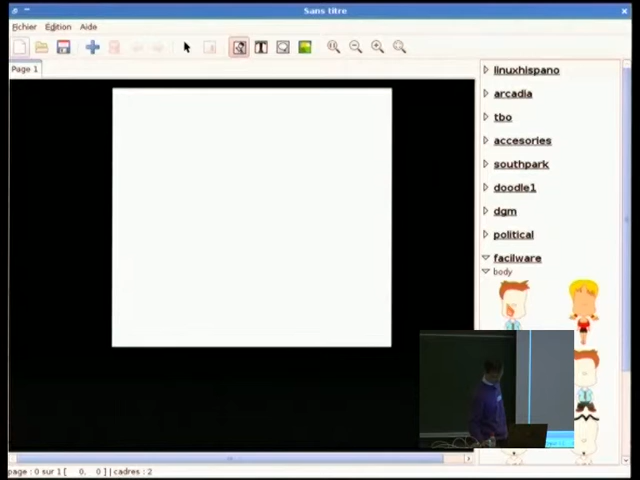 Sans titre
Fichier Édition Aide
Page 1
linuxhispano
arcadia
tbo
accesories
southpark
doodle1
dgm
political
facilware
body
page : 0 sur 1 [ 0, 0 ] | cadres : 2